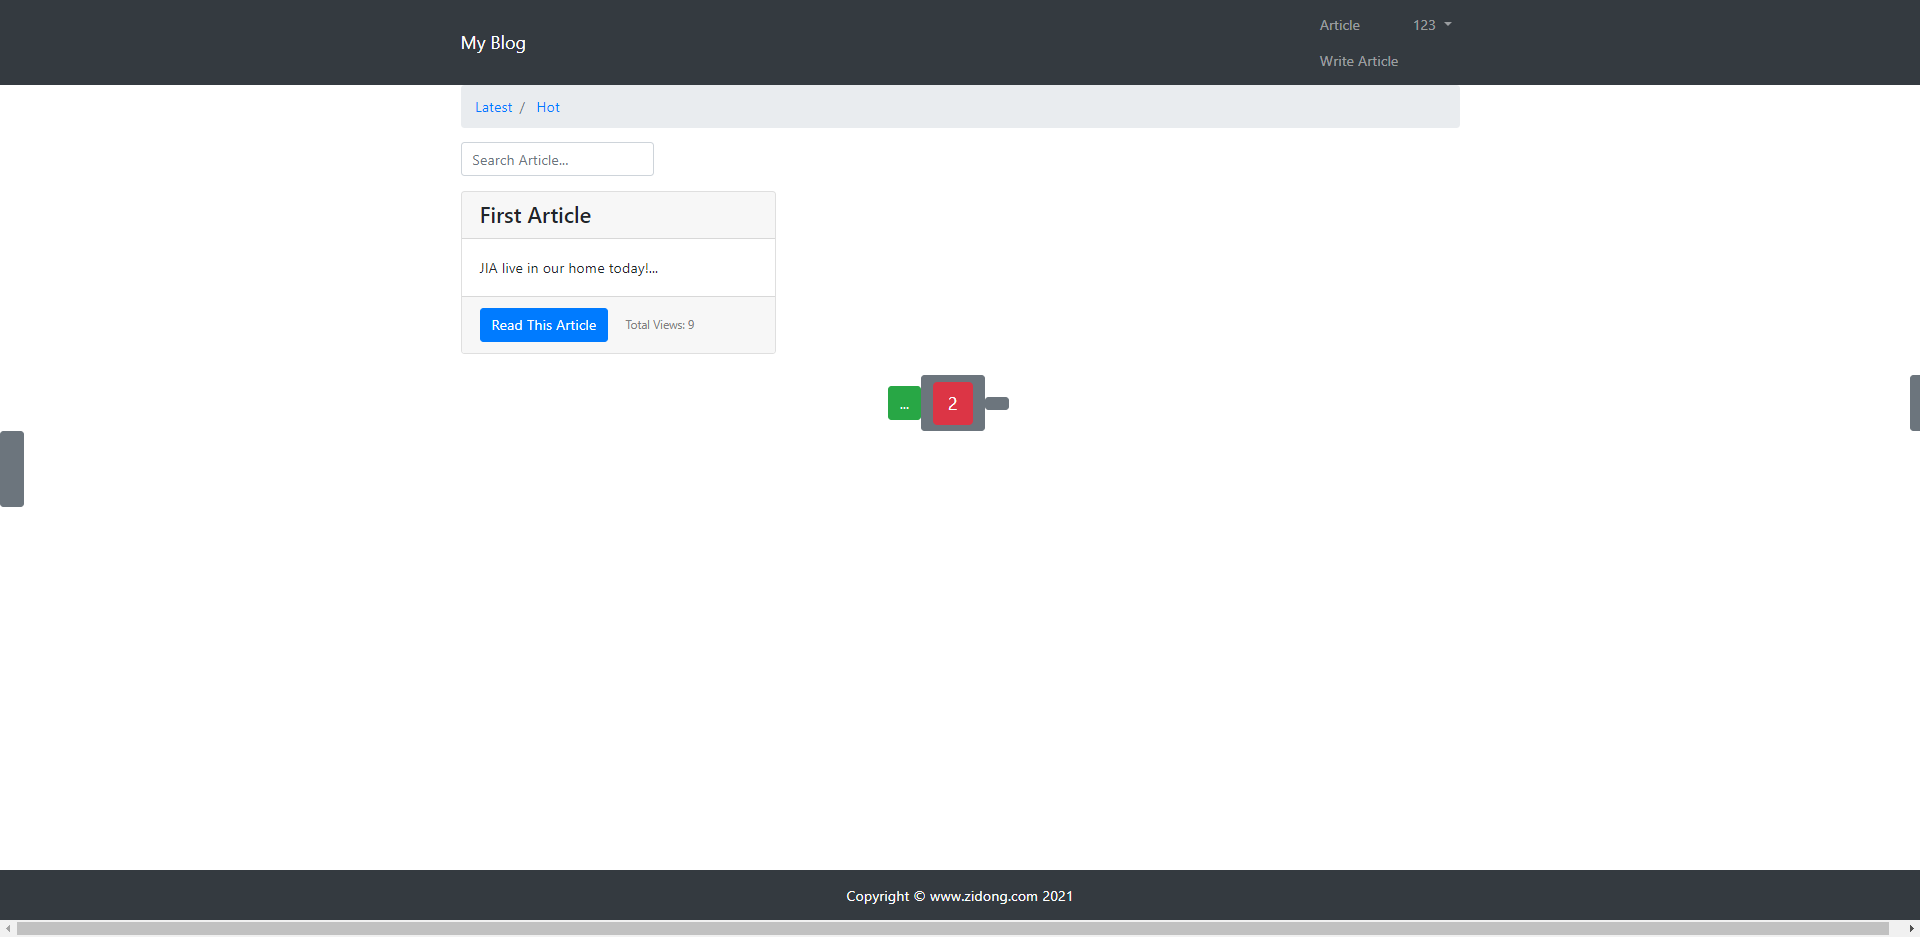 My Blog
Article
123
Write Article
Latest / Hot
Search Article...
First Article
JIA live in our home today!...
Read This Article
Total Views: 9
...
2
Copyright © www.zidong.com 2021